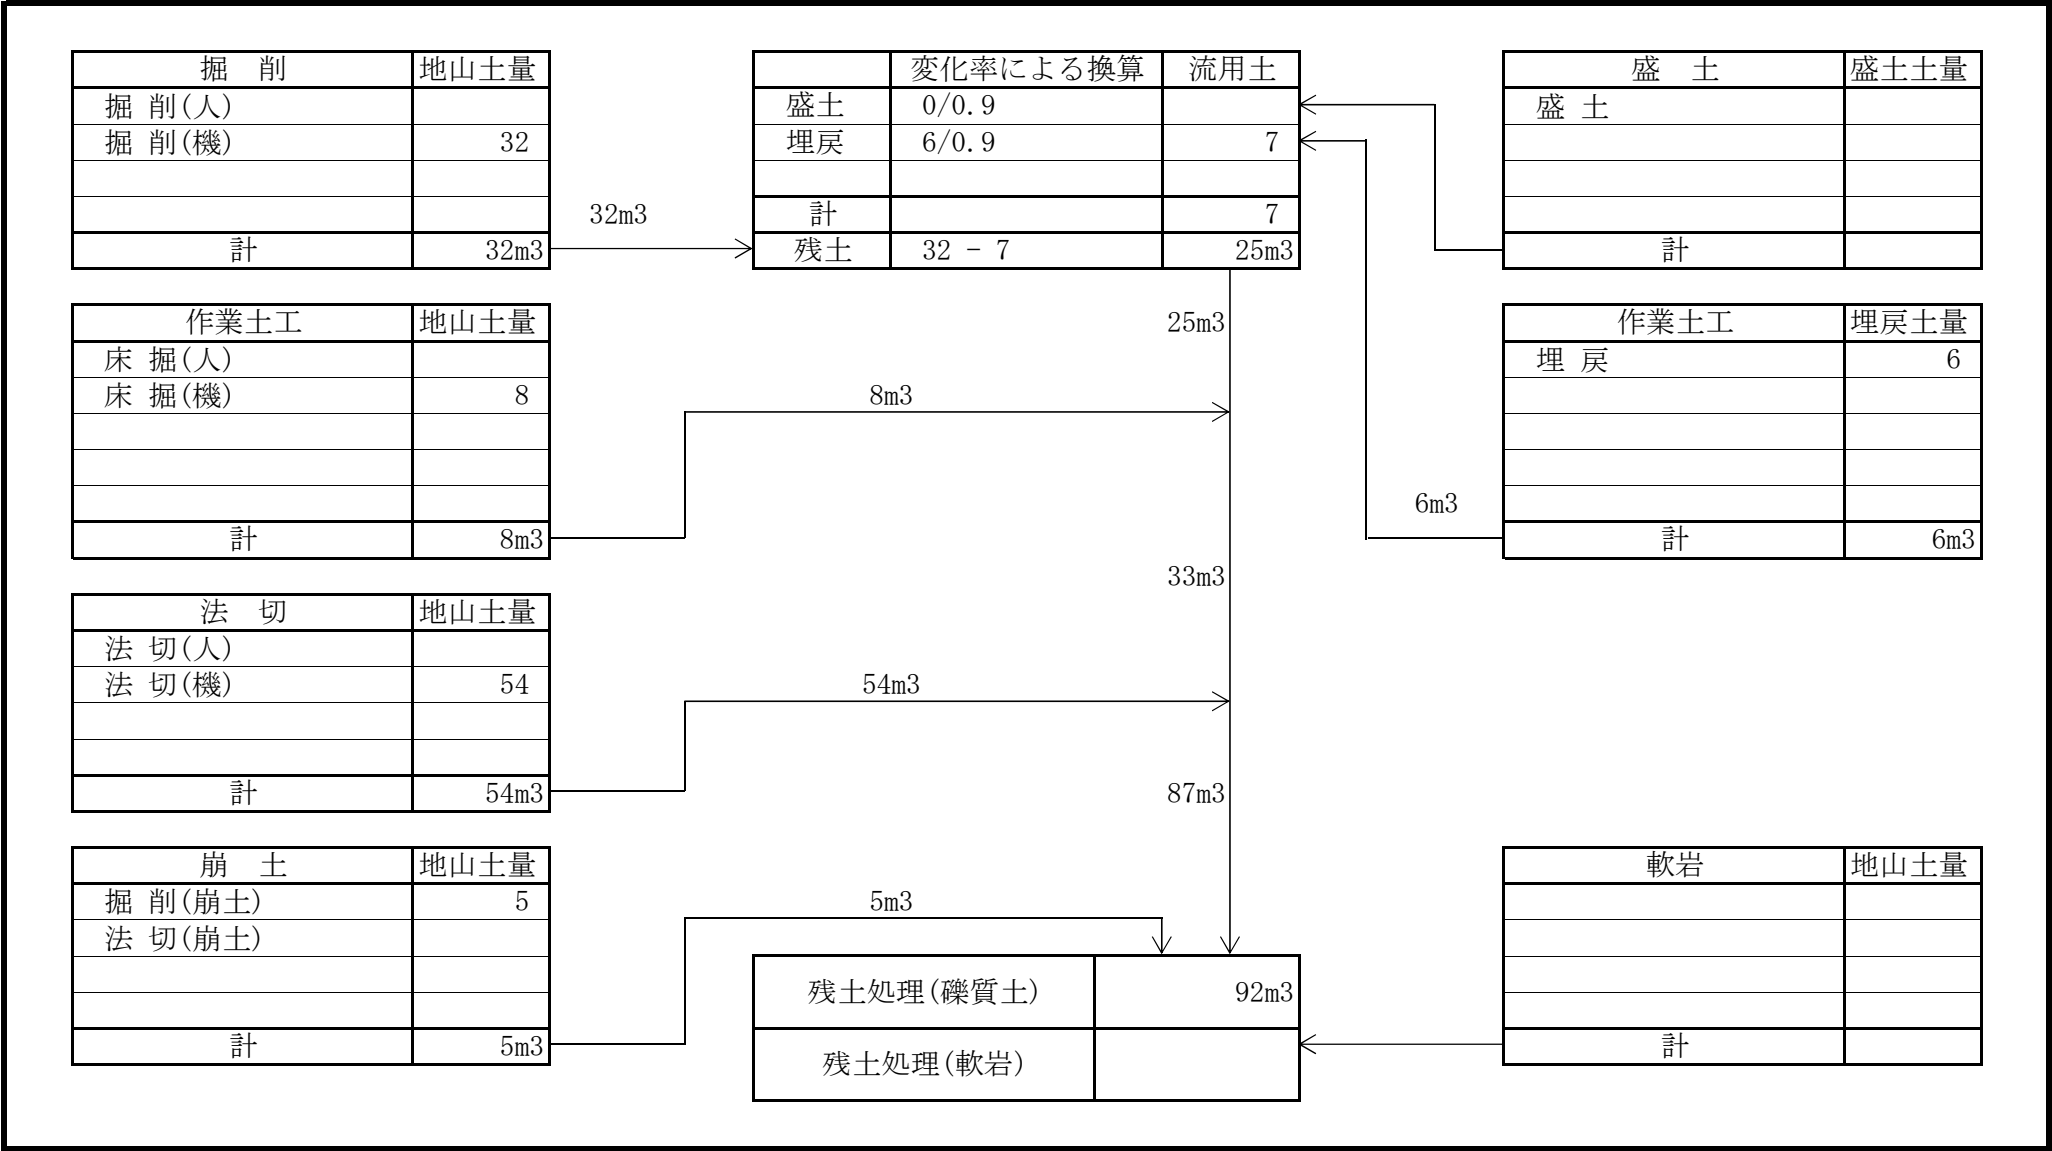 掘　削 地山土量
掘 削(人)
掘 削(機) 32
計 32m3
32m3
変化率による換算 流用土
盛土 0/0.9
埋戻 6/0.9 7
計 7
残土 32 - 7 25m3
盛　土 盛土土量
盛 土
計
作業土工 地山土量
床 掘(人)
床 掘(機) 8
計 8m3
8m3
25m3
作業土工 埋戻土量
埋 戻 6
計 6m3
6m3
33m3
法　切 地山土量
法 切(人)
法 切(機) 54
計 54m3
54m3
87m3
崩　土 地山土量
掘 削(崩土) 5
法 切(崩土)
計 5m3
5m3
残土処理(礫質土) 92m3
残土処理(軟岩)
軟岩 地山土量
計